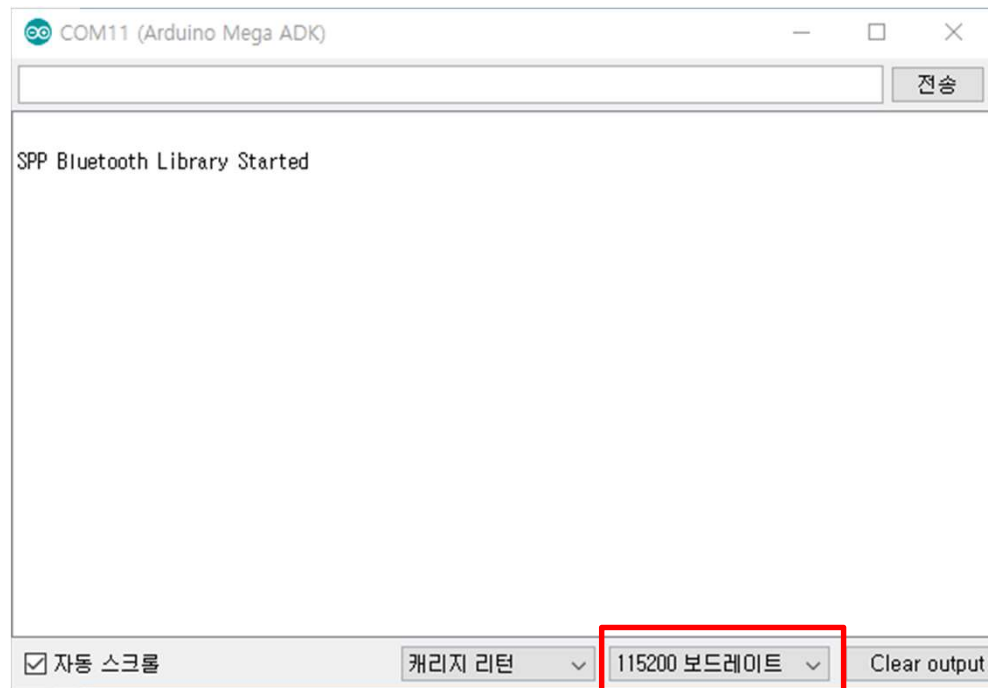 COM11 (Arduino Mega ADK)
전송
SPP Bluetooth Library Started
자동 스크롤 캐리지 리턴 115200 보드레이트 Clear output